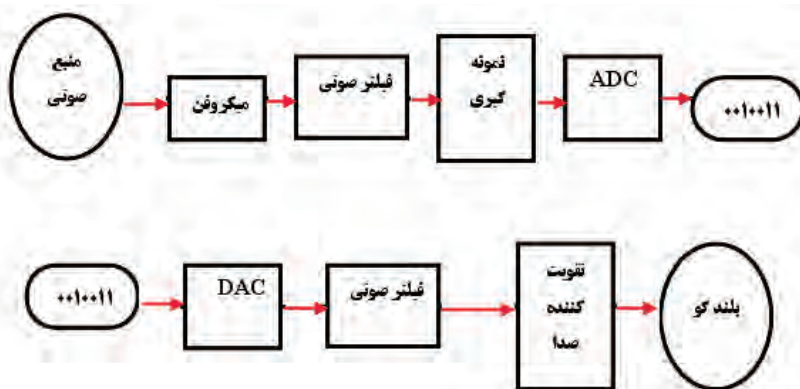 منبع
صوتی
میکروفن
فیلتر صوتی
نمونه
گیری
ADC
۰۰۱۰۰۱۱
۰۰۱۰۰۱۱
DAC
فیلتر صوتی
تقویت
کننده
صدا
بلند گو